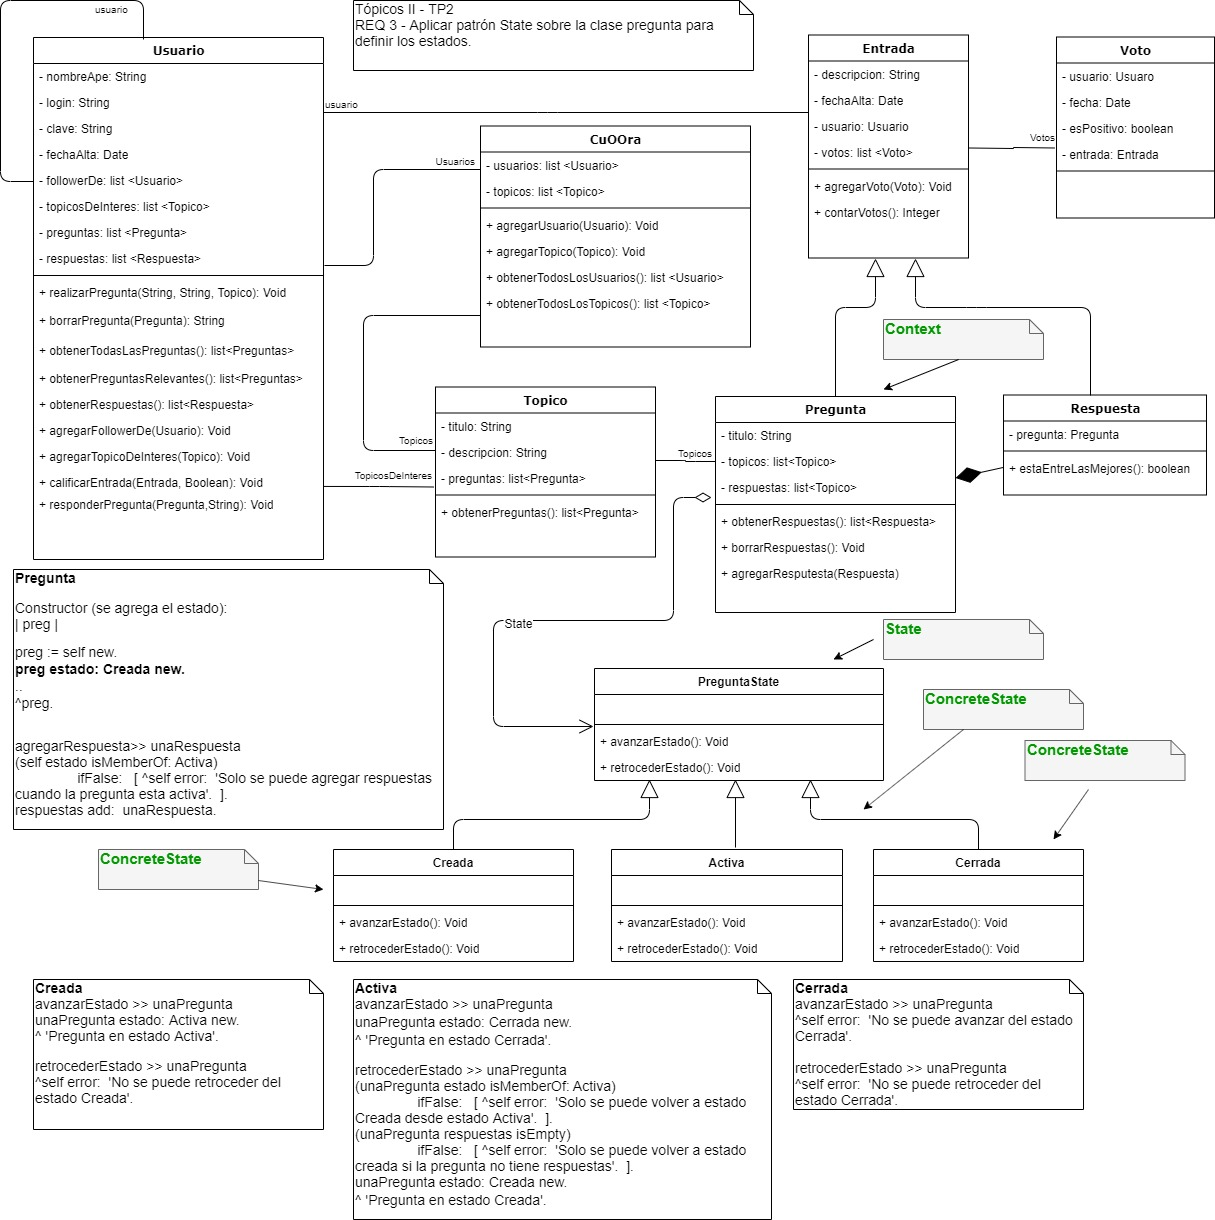 usuario
Tópicos II - TP2
REQ 3 - Aplicar patrón State sobre la clase pregunta para
definir los estados.
Usuario
- nombreApe: String
- login: String
- clave: String
- fechaAlta: Date
- followerDe: list <Usuario>
- topicosDeInteres: list <Topico>
- preguntas: list <Pregunta>
- respuestas: list <Respuesta>
+ realizarPregunta(String, String, Topico): Void
+ borrarPregunta(Pregunta): String
+ obtenerTodasLasPreguntas(): list<Preguntas>
+ obtenerPreguntasRelevantes(): list<Preguntas>
+ obtenerRespuestas(): list<Respuesta>
+ agregarFollowerDe(Usuario): Void
+ agregarTopicoDeInteres(Topico): Void
+ calificarEntrada(Entrada, Boolean): Void
+ responderPregunta(Pregunta,String): Void
usuario
Usuarios
CuOOra
- usuarios: list <Usuario>
- topicos: list <Topico>
+ agregarUsuario(Usuario): Void
+ agregarTopico(Topico): Void
+ obtenerTodosLosUsuarios(): list <Usuario>
+ obtenerTodosLosTopicos(): list <Topico>
Entrada
- descripcion: String
- fechaAlta: Date
- usuario: Usuario
- votos: list <Voto>
+ agregarVoto(Voto): Void
+ contarVotos(): Integer
Votos
Voto
- usuario: Usuaro
- fecha: Date
- esPositivo: boolean
- entrada: Entrada
Context
Topicos
TopicosDeInteres
Topico
- titulo: String
- descripcion: String
- preguntas: list<Pregunta>
+ obtenerPreguntas(): list<Pregunta>
Topicos
Pregunta
- titulo: String
- topicos: list<Topico>
- respuestas: list<Topico>
+ obtenerRespuestas(): list<Respuesta>
+ borrarRespuestas(): Void
+ agregarResputesta(Respuesta)
Respuesta
- pregunta: Pregunta
+ estaEntreLasMejores(): boolean
Pregunta
Constructor (se agrega el estado):
| preg |
preg := self new.
preg estado: Creada new.
..
^preg.
agregarRespuesta>> unaRespuesta
(self estado isMemberOf: Activa)
ifFalse: [ ^self error: 'Solo se puede agregar respuestas
cuando la pregunta esta activa'. ].
respuestas add: unaRespuesta.
State
State
PreguntaState
+ avanzarEstado(): Void
+ retrocederEstado(): Void
ConcreteState
ConcreteState
ConcreteState
Creada
+ avanzarEstado(): Void
+ retrocederEstado(): Void
Activa
+ avanzarEstado(): Void
+ retrocederEstado(): Void
Cerrada
+ avanzarEstado(): Void
+ retrocederEstado(): Void
Creada
avanzarEstado >> unaPregunta
unaPregunta estado: Activa new.
^ 'Pregunta en estado Activa'.
retrocederEstado >> unaPregunta
^self error: 'No se puede retroceder del
estado Creada'.
Activa
avanzarEstado >> unaPregunta
unaPregunta estado: Cerrada new.
^ 'Pregunta en estado Cerrada'.
retrocederEstado >> unaPregunta
(unaPregunta estado isMemberOf: Activa)
ifFalse: [ ^self error: 'Solo se puede volver a estado
Creada desde estado Activa'. ].
(unaPregunta respuestas isEmpty)
ifFalse: [ ^self error: 'Solo se puede volver a estado
creada si la pregunta no tiene respuestas'. ].
unaPregunta estado: Creada new.
^ 'Pregunta en estado Creada'.
Cerrada
avanzarEstado >> unaPregunta
^self error: 'No se puede avanzar del estado
Cerrada'.
retrocederEstado >> unaPregunta
^self error: 'No se puede retroceder del
estado Cerrada'.